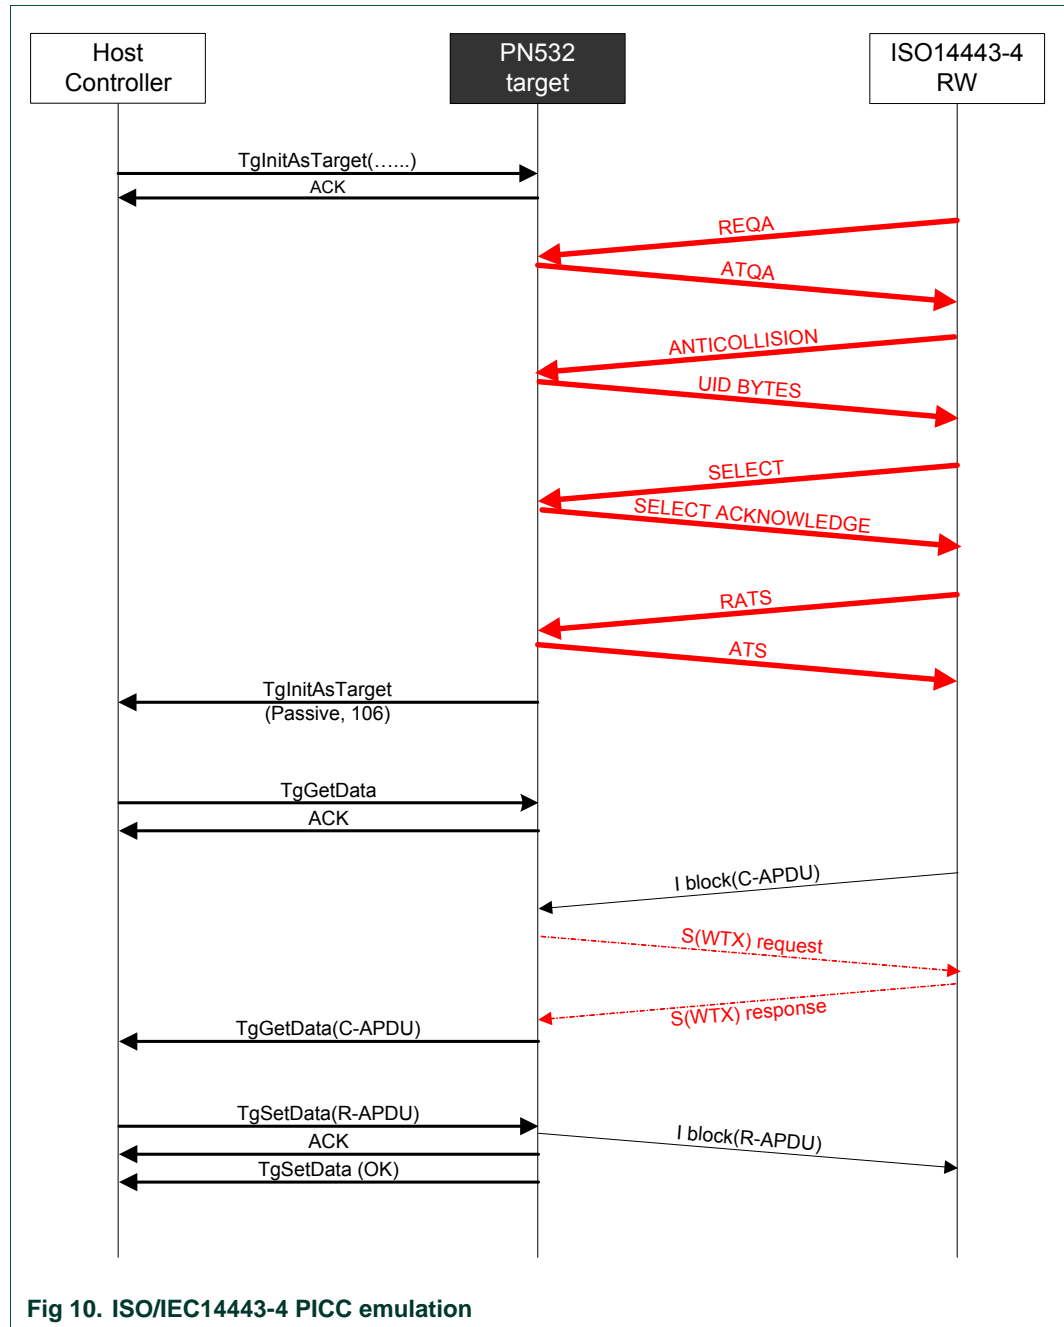 Host
Controller
PN532
target
ISO14443-4
RW
TgInitAsTarget(…...)
ACK
REQA
ATQA
ANTICOLLISION
UID BYTES
SELECT
SELECT ACKNOWLEDGE
RATS
ATS
TgInitAsTarget
(Passive, 106)
TgGetData
ACK
I block(C-APDU)
S(WTX) request
S(WTX) response
TgGetData(C-APDU)
TgSetData(R-APDU)
I block(R-APDU)
ACK
TgSetData (OK)
Fig 10. ISO/IEC14443-4 PICC emulation